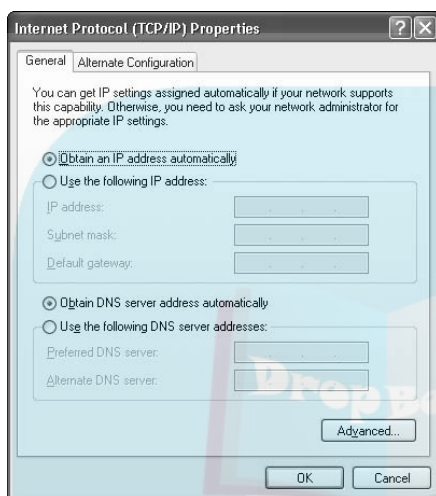 Internet Protocol (TCP/IP) Properties
General
Alternate Configuration
You can get IP settings assigned automatically if your network supports
this capability. Otherwise, you need to ask your network administrator for
the appropriate IP settings.
Obtain an IP address automatically
Use the following IP address:
IP address:
Subnet mask:
Default gateway:
Obtain DNS server address automatically
Use the following DNS server addresses:
Preferred DNS server:
Alternate DNS server:
Advanced...
OK
Cancel